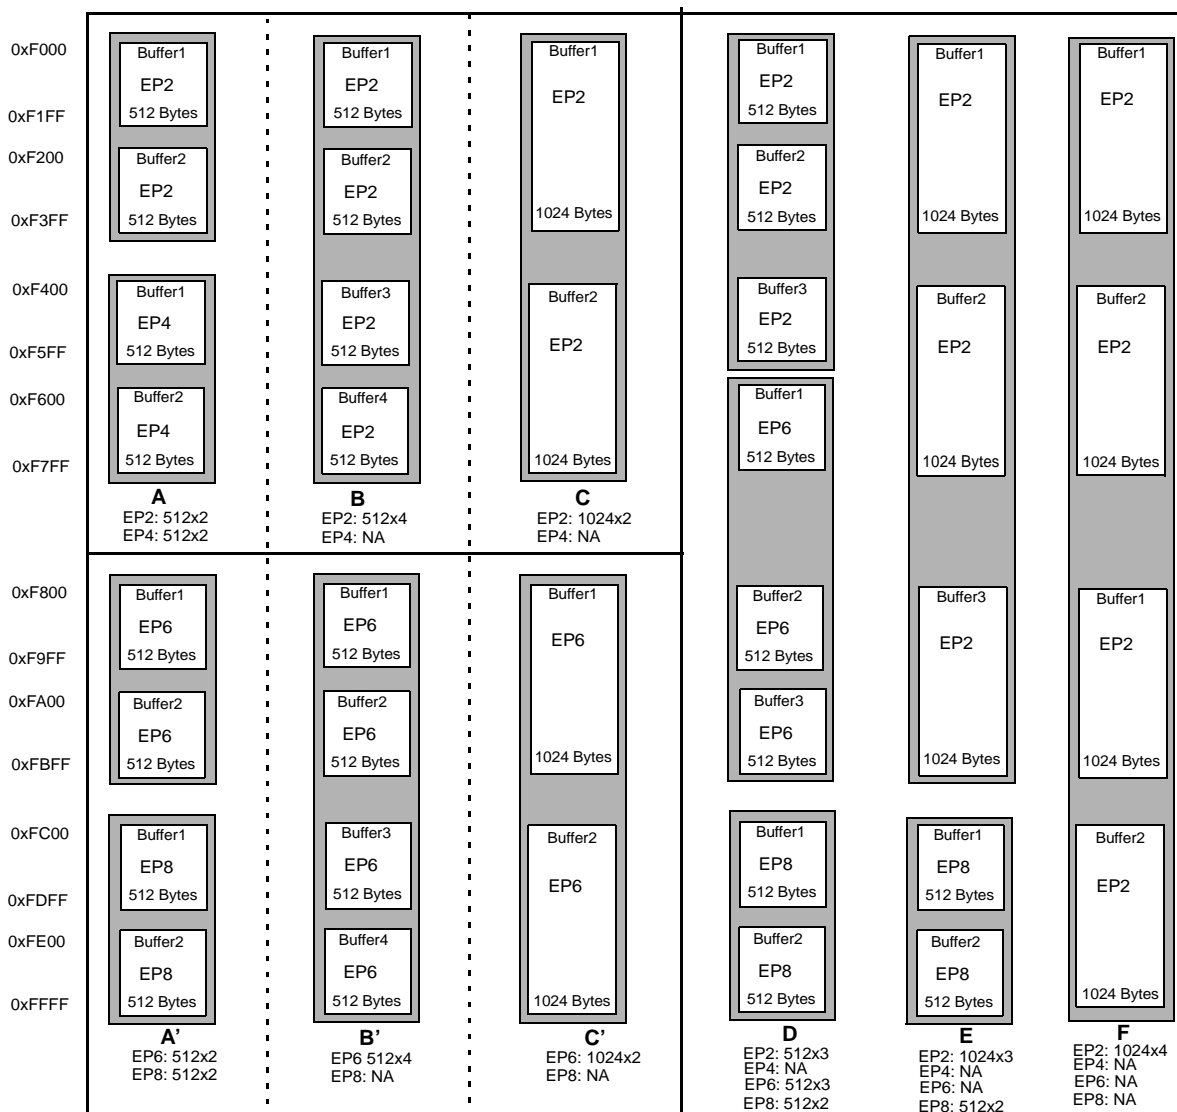 0xF000
0xF1FF
0xF200
0xF3FF
0xF400
0xF5FF
0xF600
0xF7FF
0xF800
0xF9FF
0xFA00
0xFBFF
0xFC00
0xFDFF
0xFE00
0xFFFF
Buffer1
EP2
512 Bytes
Buffer2
EP2
512 Bytes
Buffer1
EP4
512 Bytes
Buffer2
EP4
512 Bytes
A
EP2: 512x2
EP4: 512x2
Buffer1
EP2
512 Bytes
Buffer2
EP2
512 Bytes
Buffer3
EP2
512 Bytes
Buffer4
EP2
512 Bytes
B
EP2: 512x4
EP4: NA
Buffer1
EP2
1024 Bytes
Buffer2
EP2
1024 Bytes
C
EP2: 1024x2
EP4: NA
Buffer1
EP6
512 Bytes
Buffer2
EP6
512 Bytes
Buffer1
EP8
512 Bytes
Buffer2
EP8
512 Bytes
A’
EP6: 512x2
EP8: 512x2
Buffer1
EP6
512 Bytes
Buffer2
EP6
512 Bytes
Buffer3
EP6
512 Bytes
Buffer4
EP6
512 Bytes
B’
EP6 512x4
EP8: NA
Buffer1
EP6
1024 Bytes
Buffer2
EP6
1024 Bytes
C’
EP6: 1024x2
EP8: NA
Buffer1
EP2
512 Bytes
Buffer2
EP2
512 Bytes
Buffer3
EP2
512 Bytes
Buffer1
EP6
512 Bytes
Buffer2
EP6
512 Bytes
Buffer3
EP6
512 Bytes
Buffer1
EP8
512 Bytes
Buffer2
EP8
512 Bytes
D
EP2: 512x3
EP4: NA
EP6: 512x3
EP8: 512x2
Buffer1
EP2
1024 Bytes
Buffer2
EP2
1024 Bytes
Buffer3
EP2
1024 Bytes
Buffer1
EP8
512 Bytes
Buffer2
EP8
512 Bytes
E
EP2: 1024x3
EP4: NA
EP6: NA
EP8: 512x2
Buffer1
EP2
1024 Bytes
Buffer2
EP2
1024 Bytes
Buffer1
EP2
1024 Bytes
Buffer2
EP2
1024 Bytes
F
EP2: 1024x4
EP4: NA
EP6: NA
EP8: NA